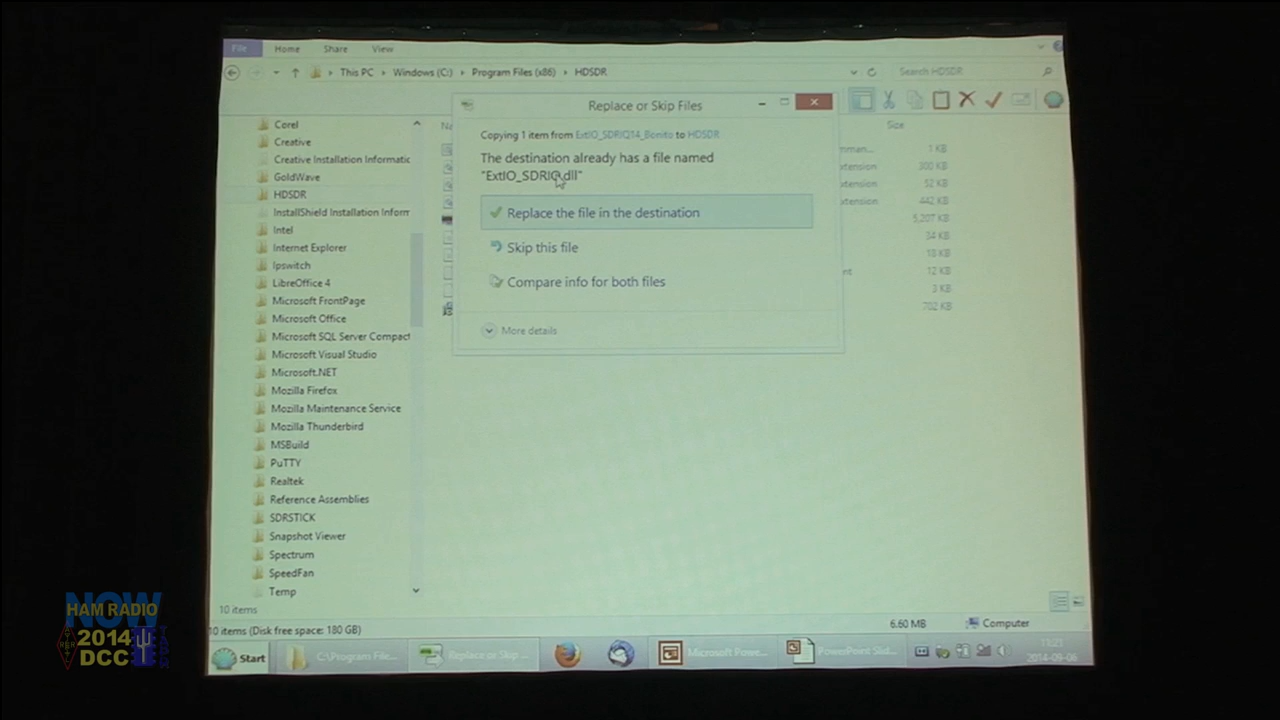 File Home Share View
This PC Windows (C:) Program Files (x86) HDSDR Search HDSDR
Replace or Skip Files
Copying 1 item from ExtIO_SDRIQ14_Bonito to HDSDR
The destination already has a file named
"ExtIO_SDRIQ.dll"
Replace the file in the destination
Skip this file
Compare info for both files
More details
Size
1 KB
300 KB
52 KB
442 KB
5,207 KB
34 KB
18 KB
12 KB
3 KB
702 KB
Corel
Creative
Creative Installation Informatic
GoldWave
HDSDR
InstallShield Installation Inform
Intel
Internet Explorer
Ipswitch
LibreOffice 4
Microsoft FrontPage
Microsoft Office
Microsoft SQL Server Compact
Microsoft Visual Studio
Microsoft.NET
Mozilla Firefox
Mozilla Maintenance Service
Mozilla Thunderbird
MSBuild
PuTTY
Realtek
Reference Assemblies
SDRSTICK
Snapshot Viewer
Spectrum
SpeedFan
Temp
10 items
10 items (Disk free space: 180 GB) 6.60 MB Computer
Start C:\Program File... Replace or Skip ... Microsoft Powe... PowerPoint Slid...
2014-09-06
NOW
HAM RADIO
2014
DCC